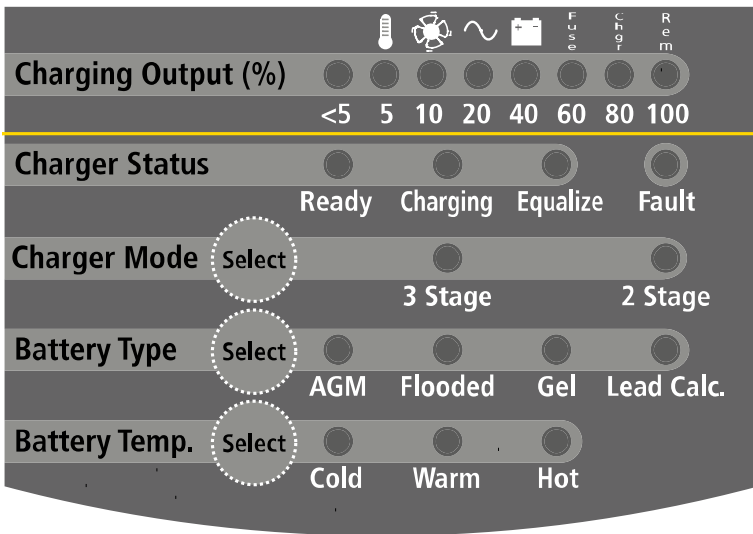 Fuse Chgr Rem
Charging Output (%)
<5 5 10 20 40 60 80 100
Charger Status
Ready Charging Equalize Fault
Charger Mode Select
3 Stage 2 Stage
Battery Type Select
AGM Flooded Gel Lead Calc.
Battery Temp. Select
Cold Warm Hot